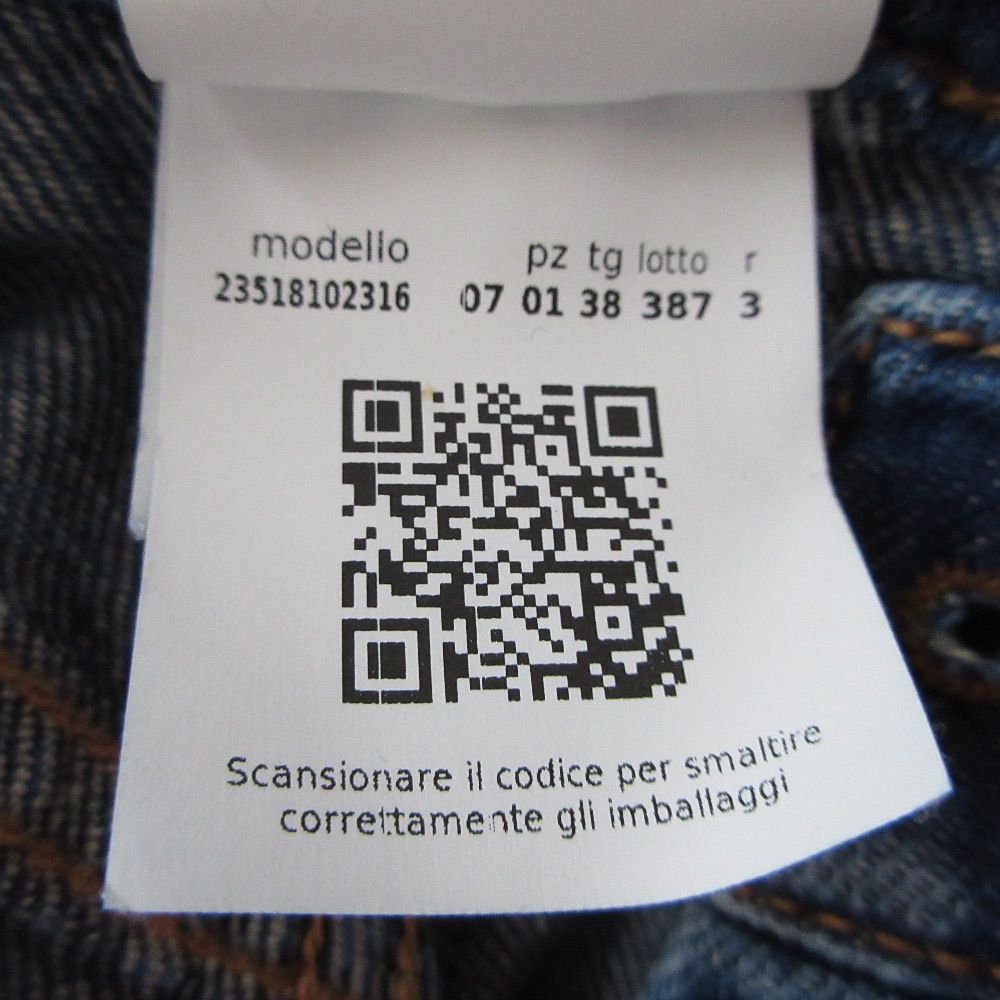 modello pz tg lotto r
23518102316 07 01 38 387 3
Scansionare il codice per smaltire
correttamente gli imballaggi